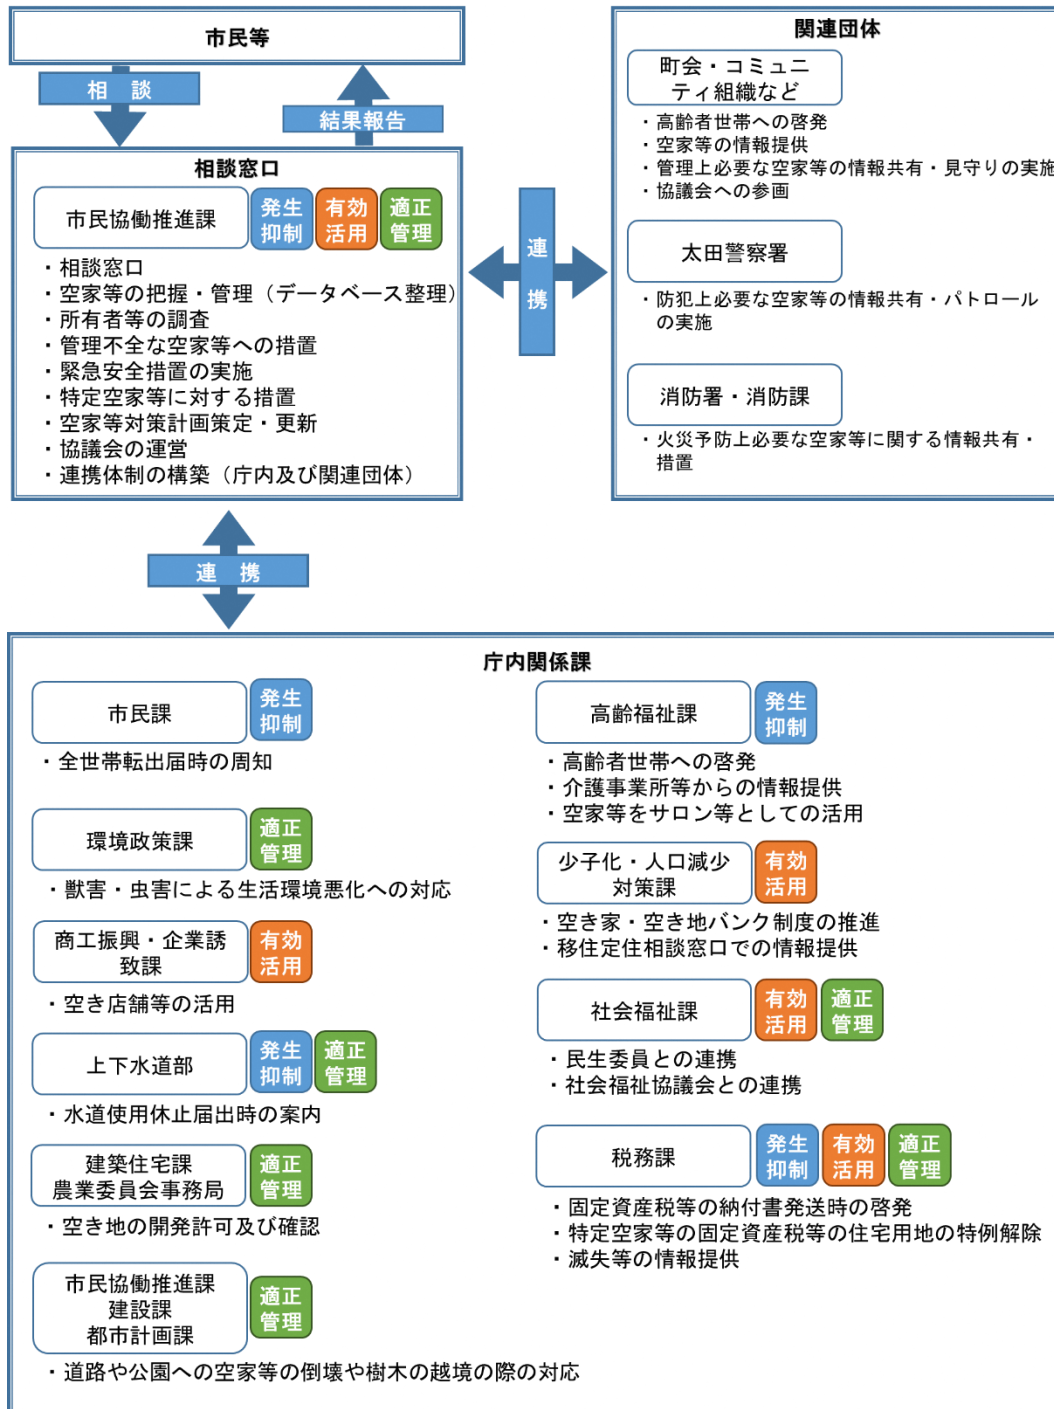 市民等
相　談
結果報告
相談窓口
市民協働推進課
発生
抑制
有効
活用
適正
管理
・相談窓口
・空家等の把握・管理（データベース整理）
・所有者等の調査
・管理不全な空家等への措置
・緊急安全措置の実施
・特定空家等に対する措置
・空家等対策計画策定・更新
・協議会の運営
・連携体制の構築（庁内及び関連団体）
連
携
関連団体
町会・コミュニ
ティ組織など
・高齢者世帯への啓発
・空家等の情報提供
・管理上必要な空家等の情報共有・見守りの実施
・協議会への参画
太田警察署
・防犯上必要な空家等の情報共有・パトロール
の実施
消防署・消防課
・火災予防上必要な空家等に関する情報共有・
措置
連　携
庁内関係課
市民課
発生
抑制
・全世帯転出届時の周知
環境政策課
適正
管理
・獣害・虫害による生活環境悪化への対応
商工振興・企業誘
致課
有効
活用
・空き店舗等の活用
上下水道部
発生
抑制
適正
管理
・水道使用休止届出時の案内
建築住宅課
農業委員会事務局
適正
管理
・空き地の開発許可及び確認
市民協働推進課
建設課
都市計画課
適正
管理
・道路や公園への空家等の倒壊や樹木の越境の際の対応
高齢福祉課
発生
抑制
・高齢者世帯への啓発
・介護事業所等からの情報提供
・空家等をサロン等としての活用
少子化・人口減少
対策課
有効
活用
・空き家・空き地バンク制度の推進
・移住定住相談窓口での情報提供
社会福祉課
有効
活用
適正
管理
・民生委員との連携
・社会福祉協議会との連携
税務課
発生
抑制
有効
活用
適正
管理
・固定資産税等の納付書発送時の啓発
・特定空家等の固定資産税等の住宅用地の特例解除
・滅失等の情報提供